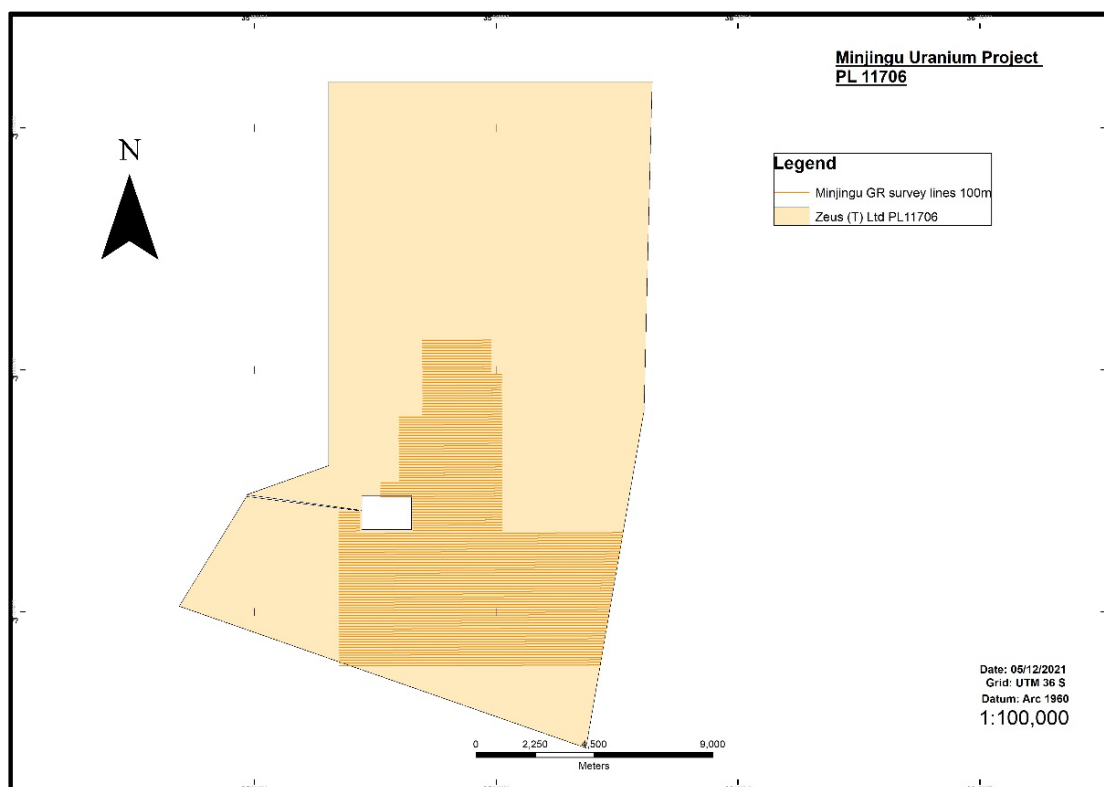 Minjingu Uranium Project
PL 11706
N
Legend
Minjingu GR survey lines 100m
Zeus (T) Ltd PL11706
Date: 05/12/2021
Grid: UTM 36 S
Datum: Arc 1960
1:100,000
0 2,250 4,500 9,000
Meters